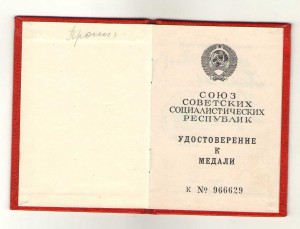 СОЮЗ
СОВЕТСКИХ
СОЦИАЛИСТИЧЕСКИХ
РЕСПУБЛИК
УДОСТОВЕРЕНИЕ
К
МЕДАЛИ
К № 966629